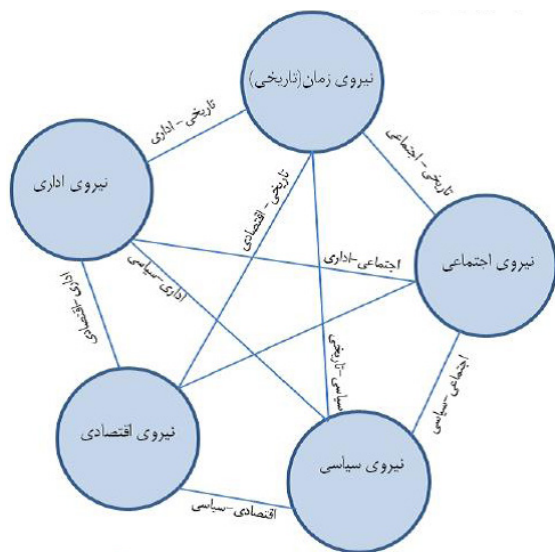 نیروی زمان(تاریخی)
تاریخی-اداری
تاریخی - اجتماعی
نیروی اداری
تاریخی-اقتصادی
نیروی اجتماعی
اجتماعی-اداری
اداری-سیاسی
اداری-اقتصادی
سیاسی-تاریخی
اجتماعی-سیاسی
نیروی اقتصادی
نیروی سیاسی
اقتصادی-سیاسی